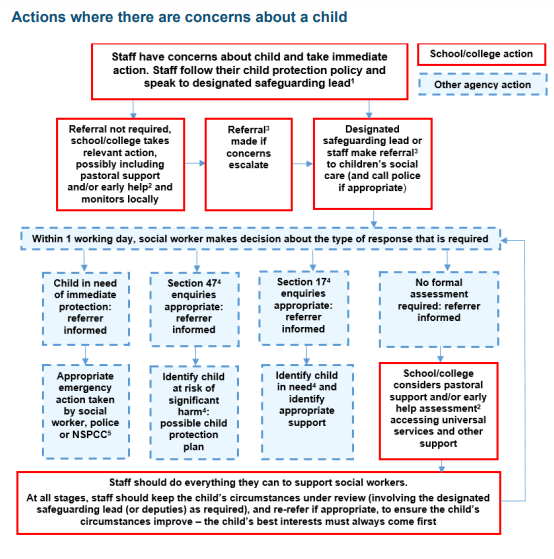 Actions where there are concerns about a child
Staff have concerns about child and take immediate
action. Staff follow their child protection policy and
speak to designated safeguarding lead¹
School/college action
Other agency action
Referral not required,
school/college takes
relevant action,
possibly including
pastoral support
and/or early help² and
monitors locally
Referral³
made if
concerns
escalate
Designated
safeguarding lead or
staff make referral³
to children's social
care (and call police
if appropriate)
Within 1 working day, social worker makes decision about the type of response that is required
Child in need
of immediate
protection:
referrer
informed
Section 47⁴
enquiries
appropriate:
referrer
informed
Section 17⁴
enquiries
appropriate:
referrer
informed
No formal
assessment
required: referrer
informed
Appropriate
emergency
action taken
by social
worker, police
or NSPCC⁵
Identify child
at risk of
significant
harm⁴:
possible child
protection
plan
Identify child
in need⁴ and
identify
appropriate
support
School/college
considers pastoral
support and/or early
help assessment²
accessing universal
services and other
support
Staff should do everything they can to support social workers.
At all stages, staff should keep the child's circumstances under review (involving the designated
safeguarding lead (or deputies) as required), and re-refer if appropriate, to ensure the child's
circumstances improve – the child's best interests must always come first